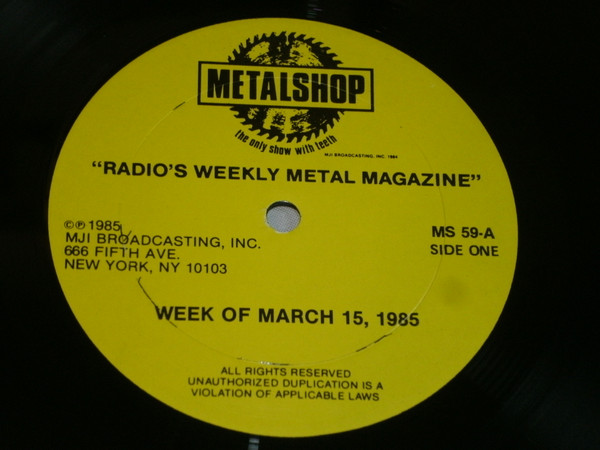 METALSHOP
the only show with teeth
MJI BROADCASTING, INC. 1984
"RADIO'S WEEKLY METAL MAGAZINE"
©℗ 1985
MJI BROADCASTING, INC.
666 FIFTH AVE.
NEW YORK, NY 10103
MS 59-A
SIDE ONE
WEEK OF MARCH 15, 1985
ALL RIGHTS RESERVED
UNAUTHORIZED DUPLICATION IS A
VIOLATION OF APPLICABLE LAWS